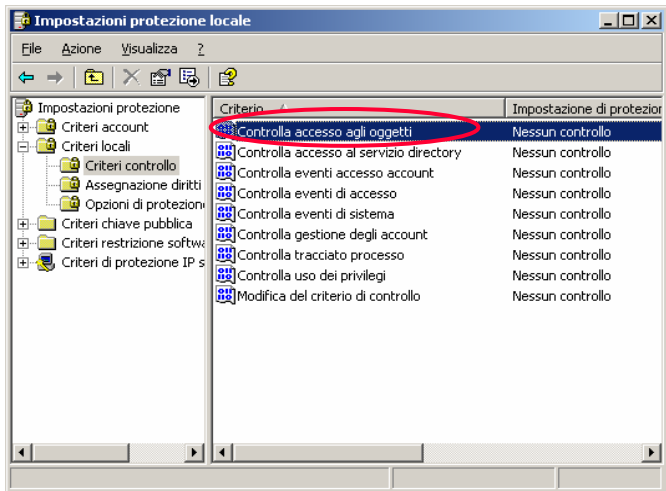 Impostazioni protezione locale
File Azione Visualizza ?
Impostazioni protezione
Criteri account
Criteri locali
Criteri controllo
Assegnazione diritti
Opzioni di protezion
Criteri chiave pubblica
Criteri restrizione softwa
Criteri di protezione IP s
Criterio Impostazione di protezion
Controlla accesso agli oggetti Nessun controllo
Controlla accesso al servizio directory Nessun controllo
Controlla eventi accesso account Nessun controllo
Controlla eventi di accesso Nessun controllo
Controlla eventi di sistema Nessun controllo
Controlla gestione degli account Nessun controllo
Controlla tracciato processo Nessun controllo
Controlla uso dei privilegi Nessun controllo
Modifica del criterio di controllo Nessun controllo